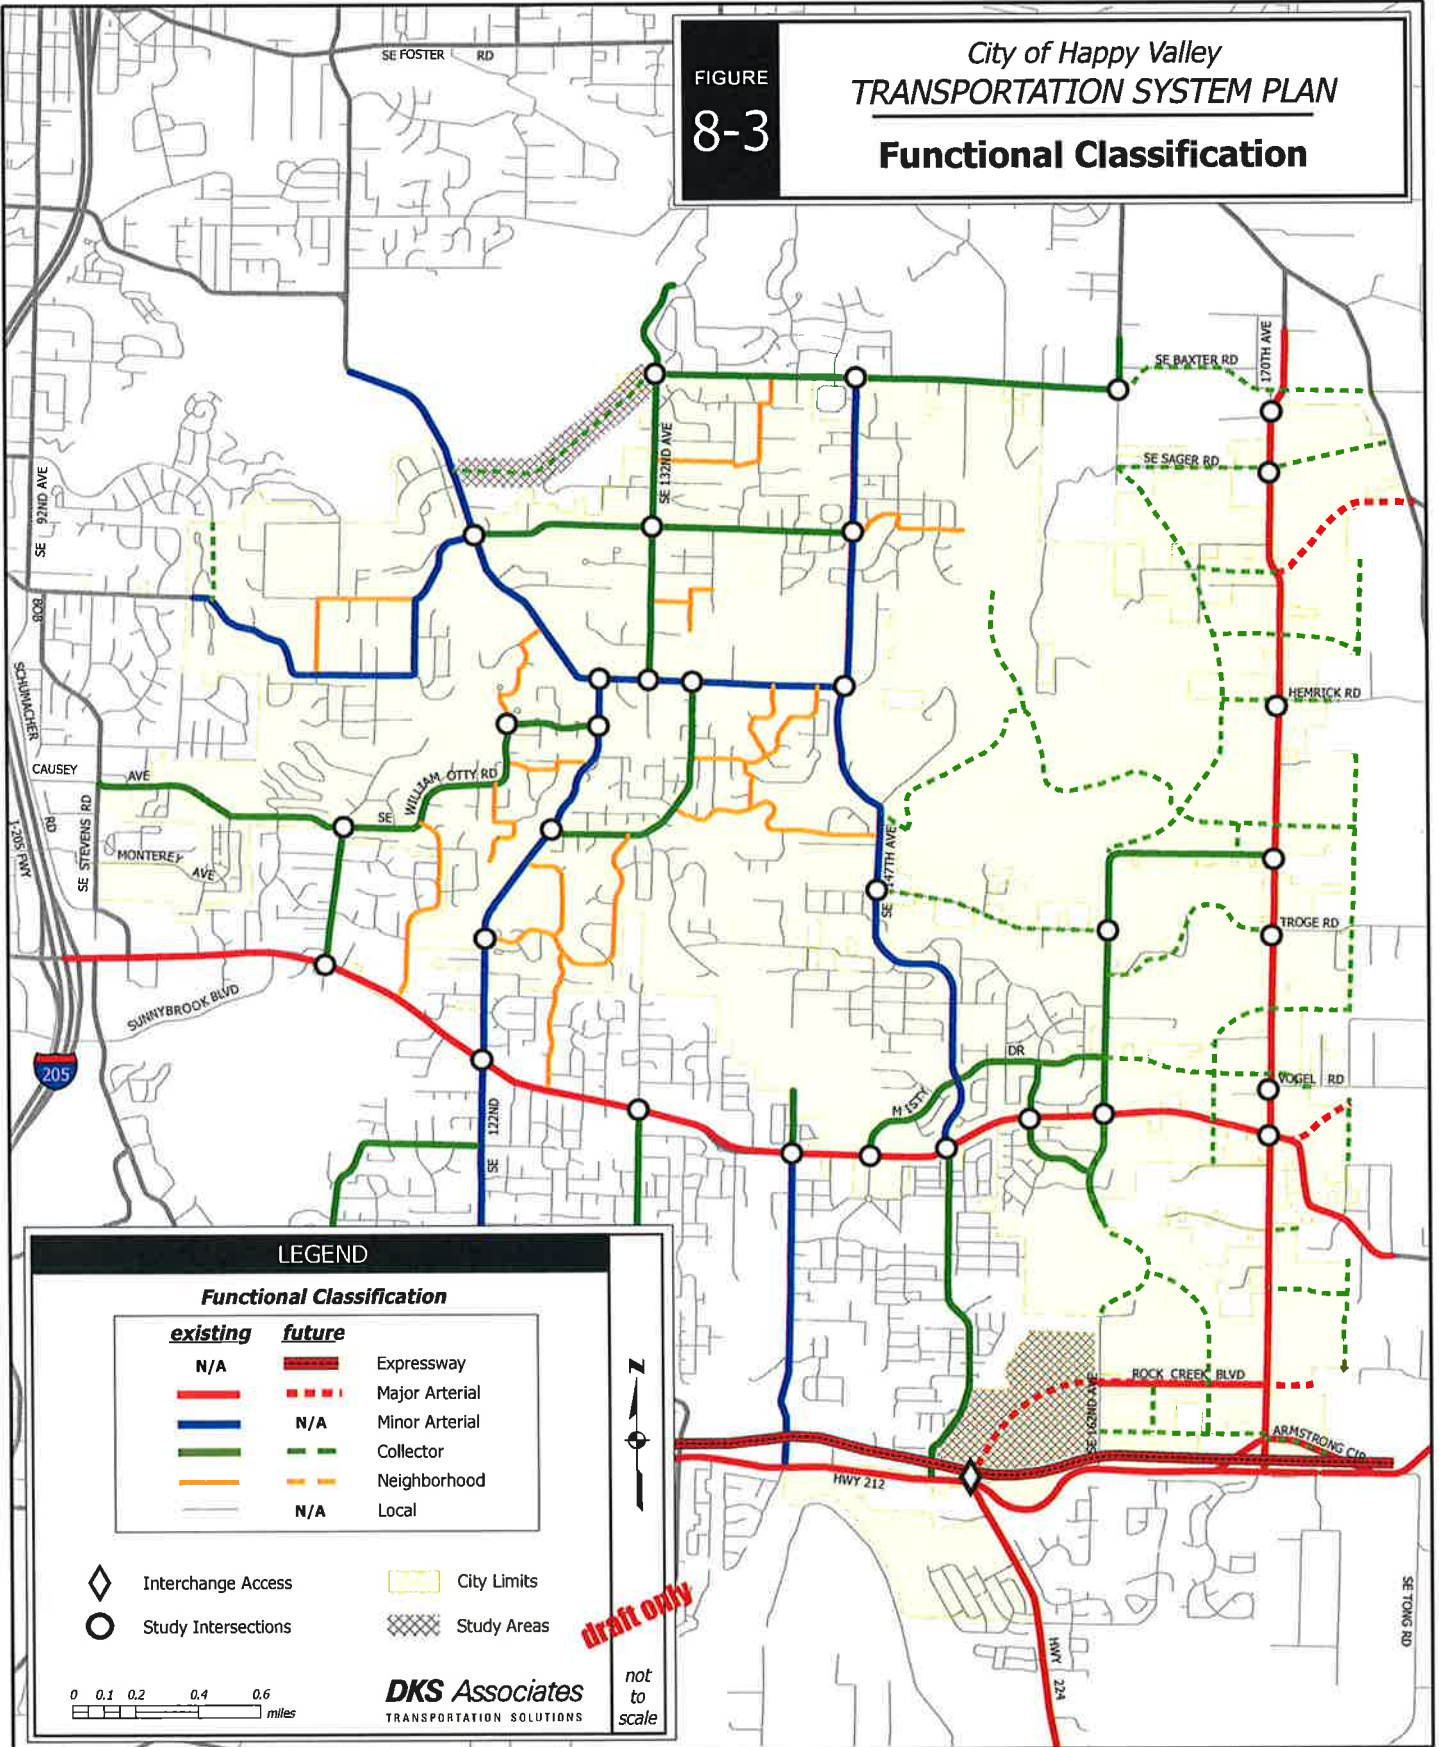 SE FOSTER RD
FIGURE
8-3
City of Happy Valley
TRANSPORTATION SYSTEM PLAN
Functional Classification
170TH AVE
SE BAXTER RD
SE 132ND AVE
SE SAGER RD
SE 92ND AVE
BOB
SCHUMACHER
RD
HEMRICK RD
CAUSEY AVE
SE WILLIAM OTTY RD
I-205 FWY
SE STEVENS RD
MONTEREY AVE
SE 147TH AVE
TROGE RD
SUNNYBROOK BLVD
205
MISTY DR
VOGEL RD
SE 122ND
ROCK CREEK BLVD
SE 162ND AVE
ARMSTRONG CIR
HWY 212
HWY 224
SE TONG RD
LEGEND
Functional Classification
existing future
N/A Expressway
Major Arterial
N/A Minor Arterial
Collector
Neighborhood
N/A Local
Interchange Access
City Limits
Study Intersections
Study Areas
0 0.1 0.2 0.4 0.6
miles
DKS Associates
TRANSPORTATION SOLUTIONS
N
draft only
not
to
scale